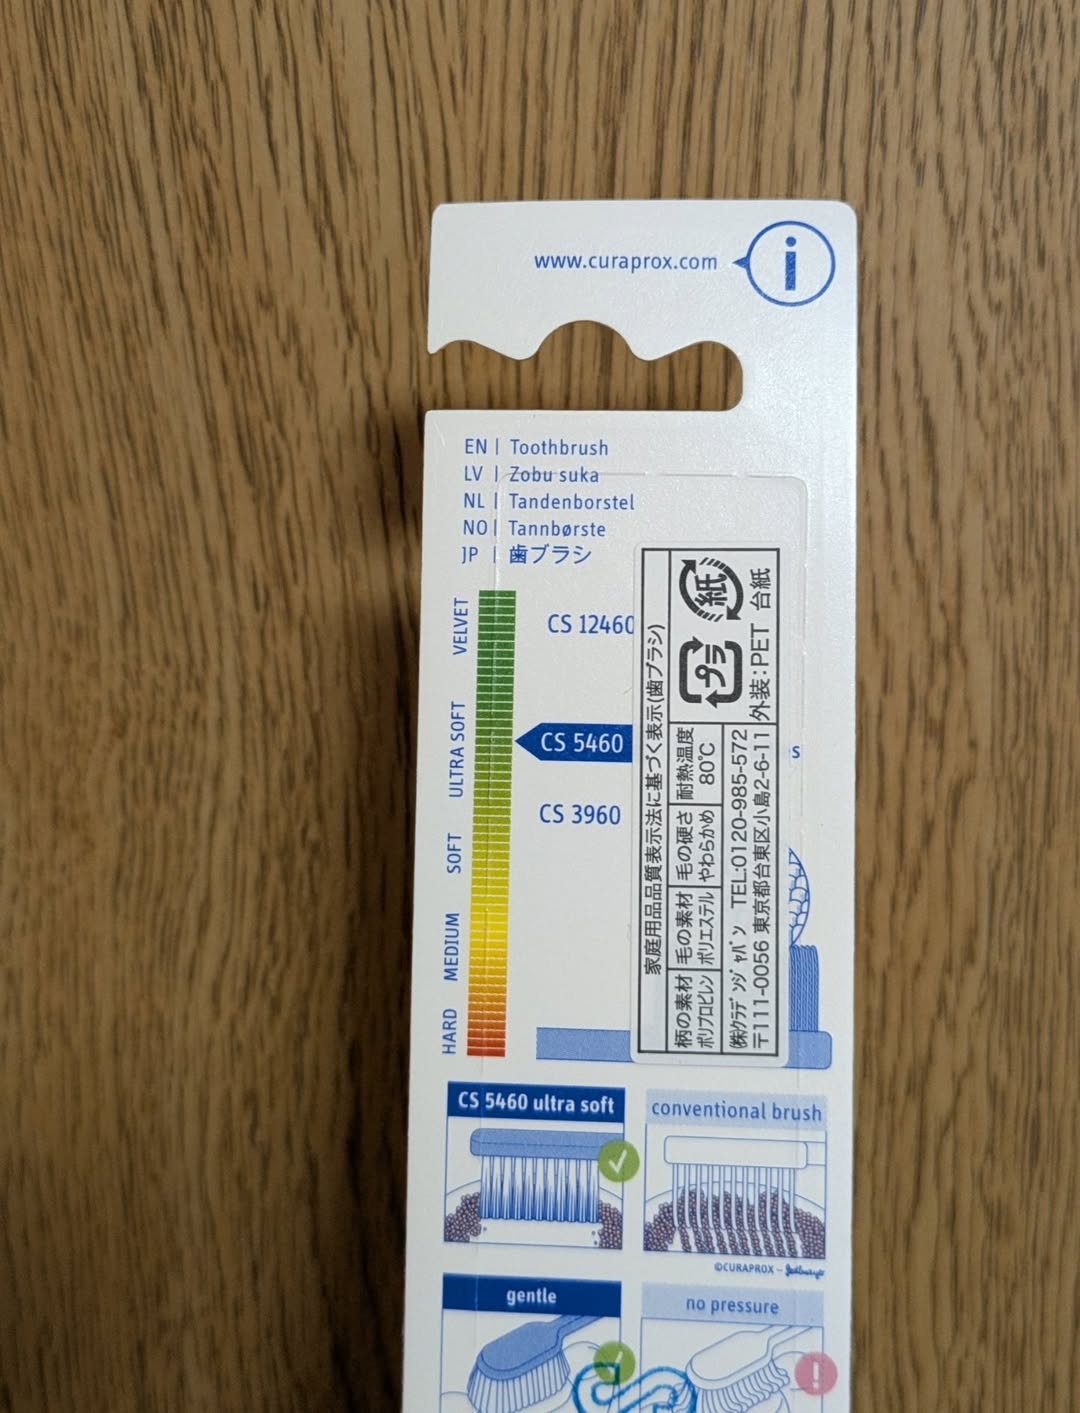 www.curaprox.com
EN | Toothbrush
LV | Zobu suka
NL | Tandenborstel
NO | Tannbørste
JP | 歯ブラシ
VELVET
ULTRA SOFT
SOFT
MEDIUM
HARD
CS 12460
CS 5460
CS 3960
s
家庭用品品質表示法に基づく表示(歯ブラシ)
柄の素材 毛の素材 毛の硬さ 耐熱温度
ポリプロピレン ポリエステル やわらかめ 80℃
㈱クラデンジャパン TEL:0120-985-572
〒111-0056 東京都台東区小島2-6-11
プラ 紙
外装:PET 台紙
CS 5460 ultra soft
conventional brush
©CURAPROX –
gentle
no pressure